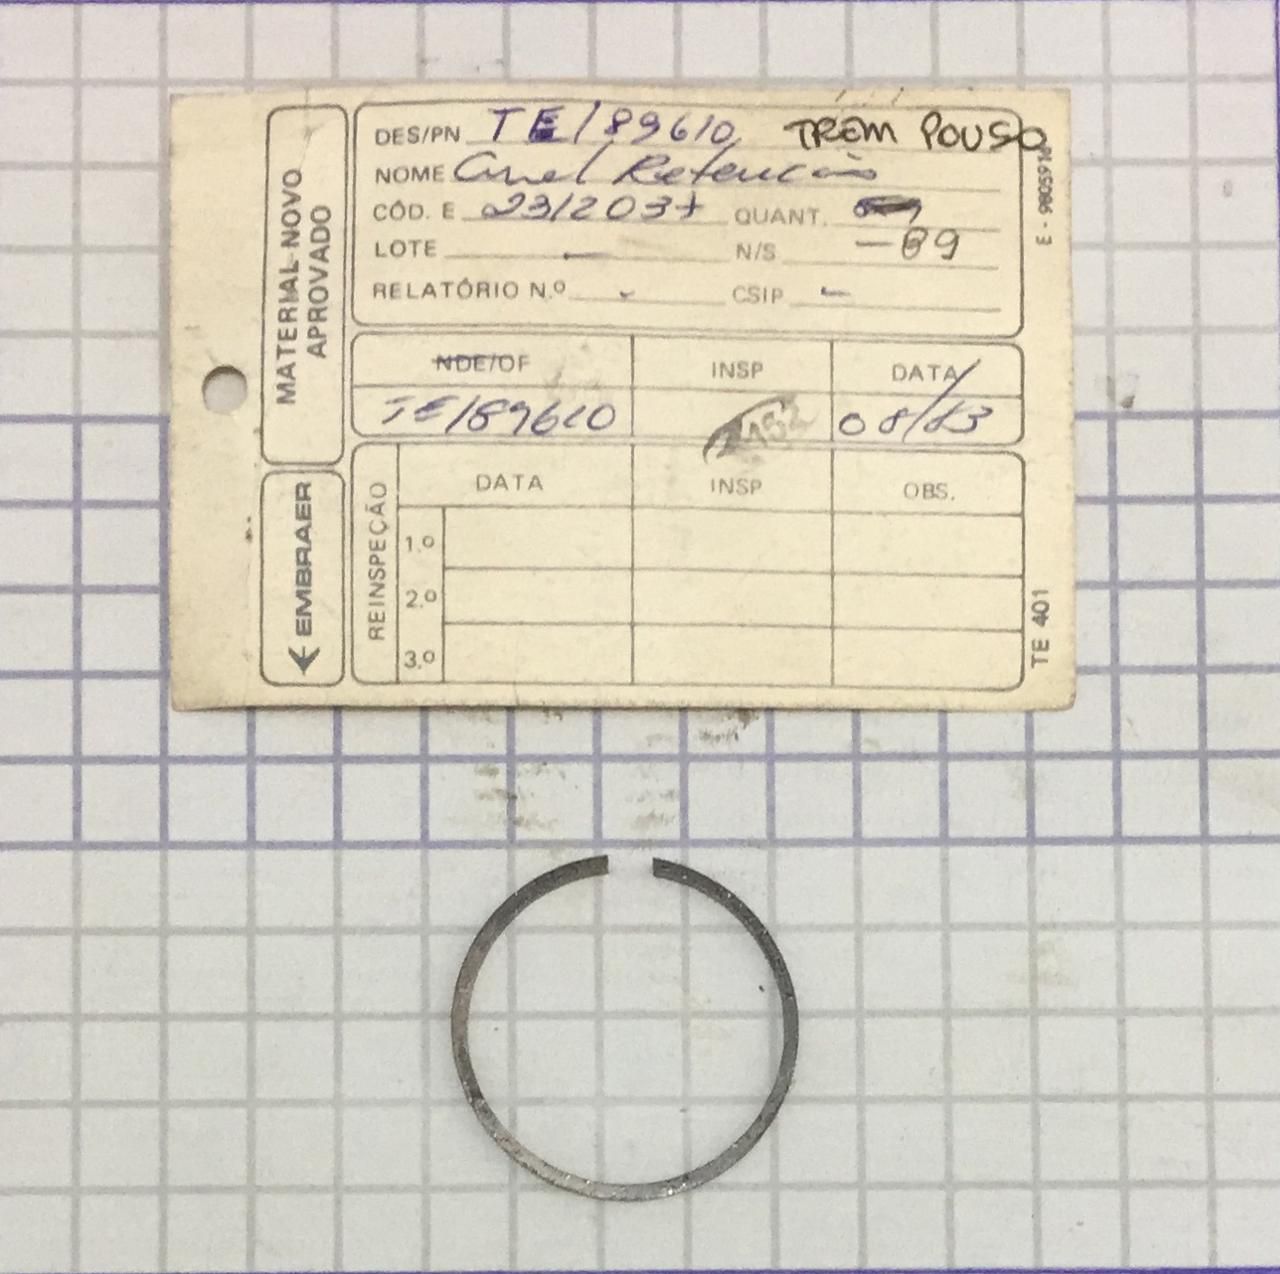 MATERIAL NOVO
APROVADO
EMBRAER
DES/PN TE/89610 TREM POUSO
NOME Anel Retenção
CÓD. E 231203 QUANT.
LOTE — N/S —89
RELATÓRIO N.º - CSIP -
E - 980591
NDE/OF INSP DATA
TE/89610 08/83
REINSPEÇÃO
DATA INSP OBS.
1.º
2.º
3.º
TE 401